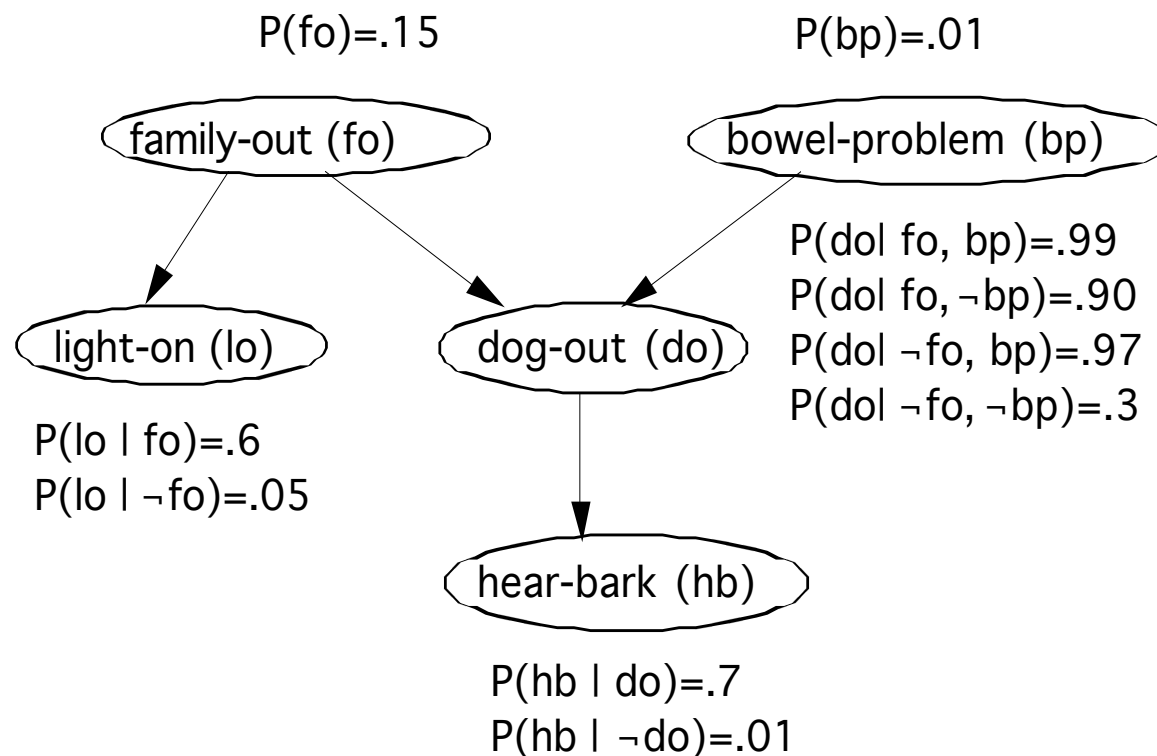 P(fo)=.15
P(bp)=.01
family-out (fo)
bowel-problem (bp)
P(do| fo, bp)=.99
P(do| fo, ¬bp)=.90
P(do| ¬fo, bp)=.97
P(do| ¬fo, ¬bp)=.3
light-on (lo)
dog-out (do)
P(lo | fo)=.6
P(lo | ¬fo)=.05
hear-bark (hb)
P(hb | do)=.7
P(hb | ¬do)=.01